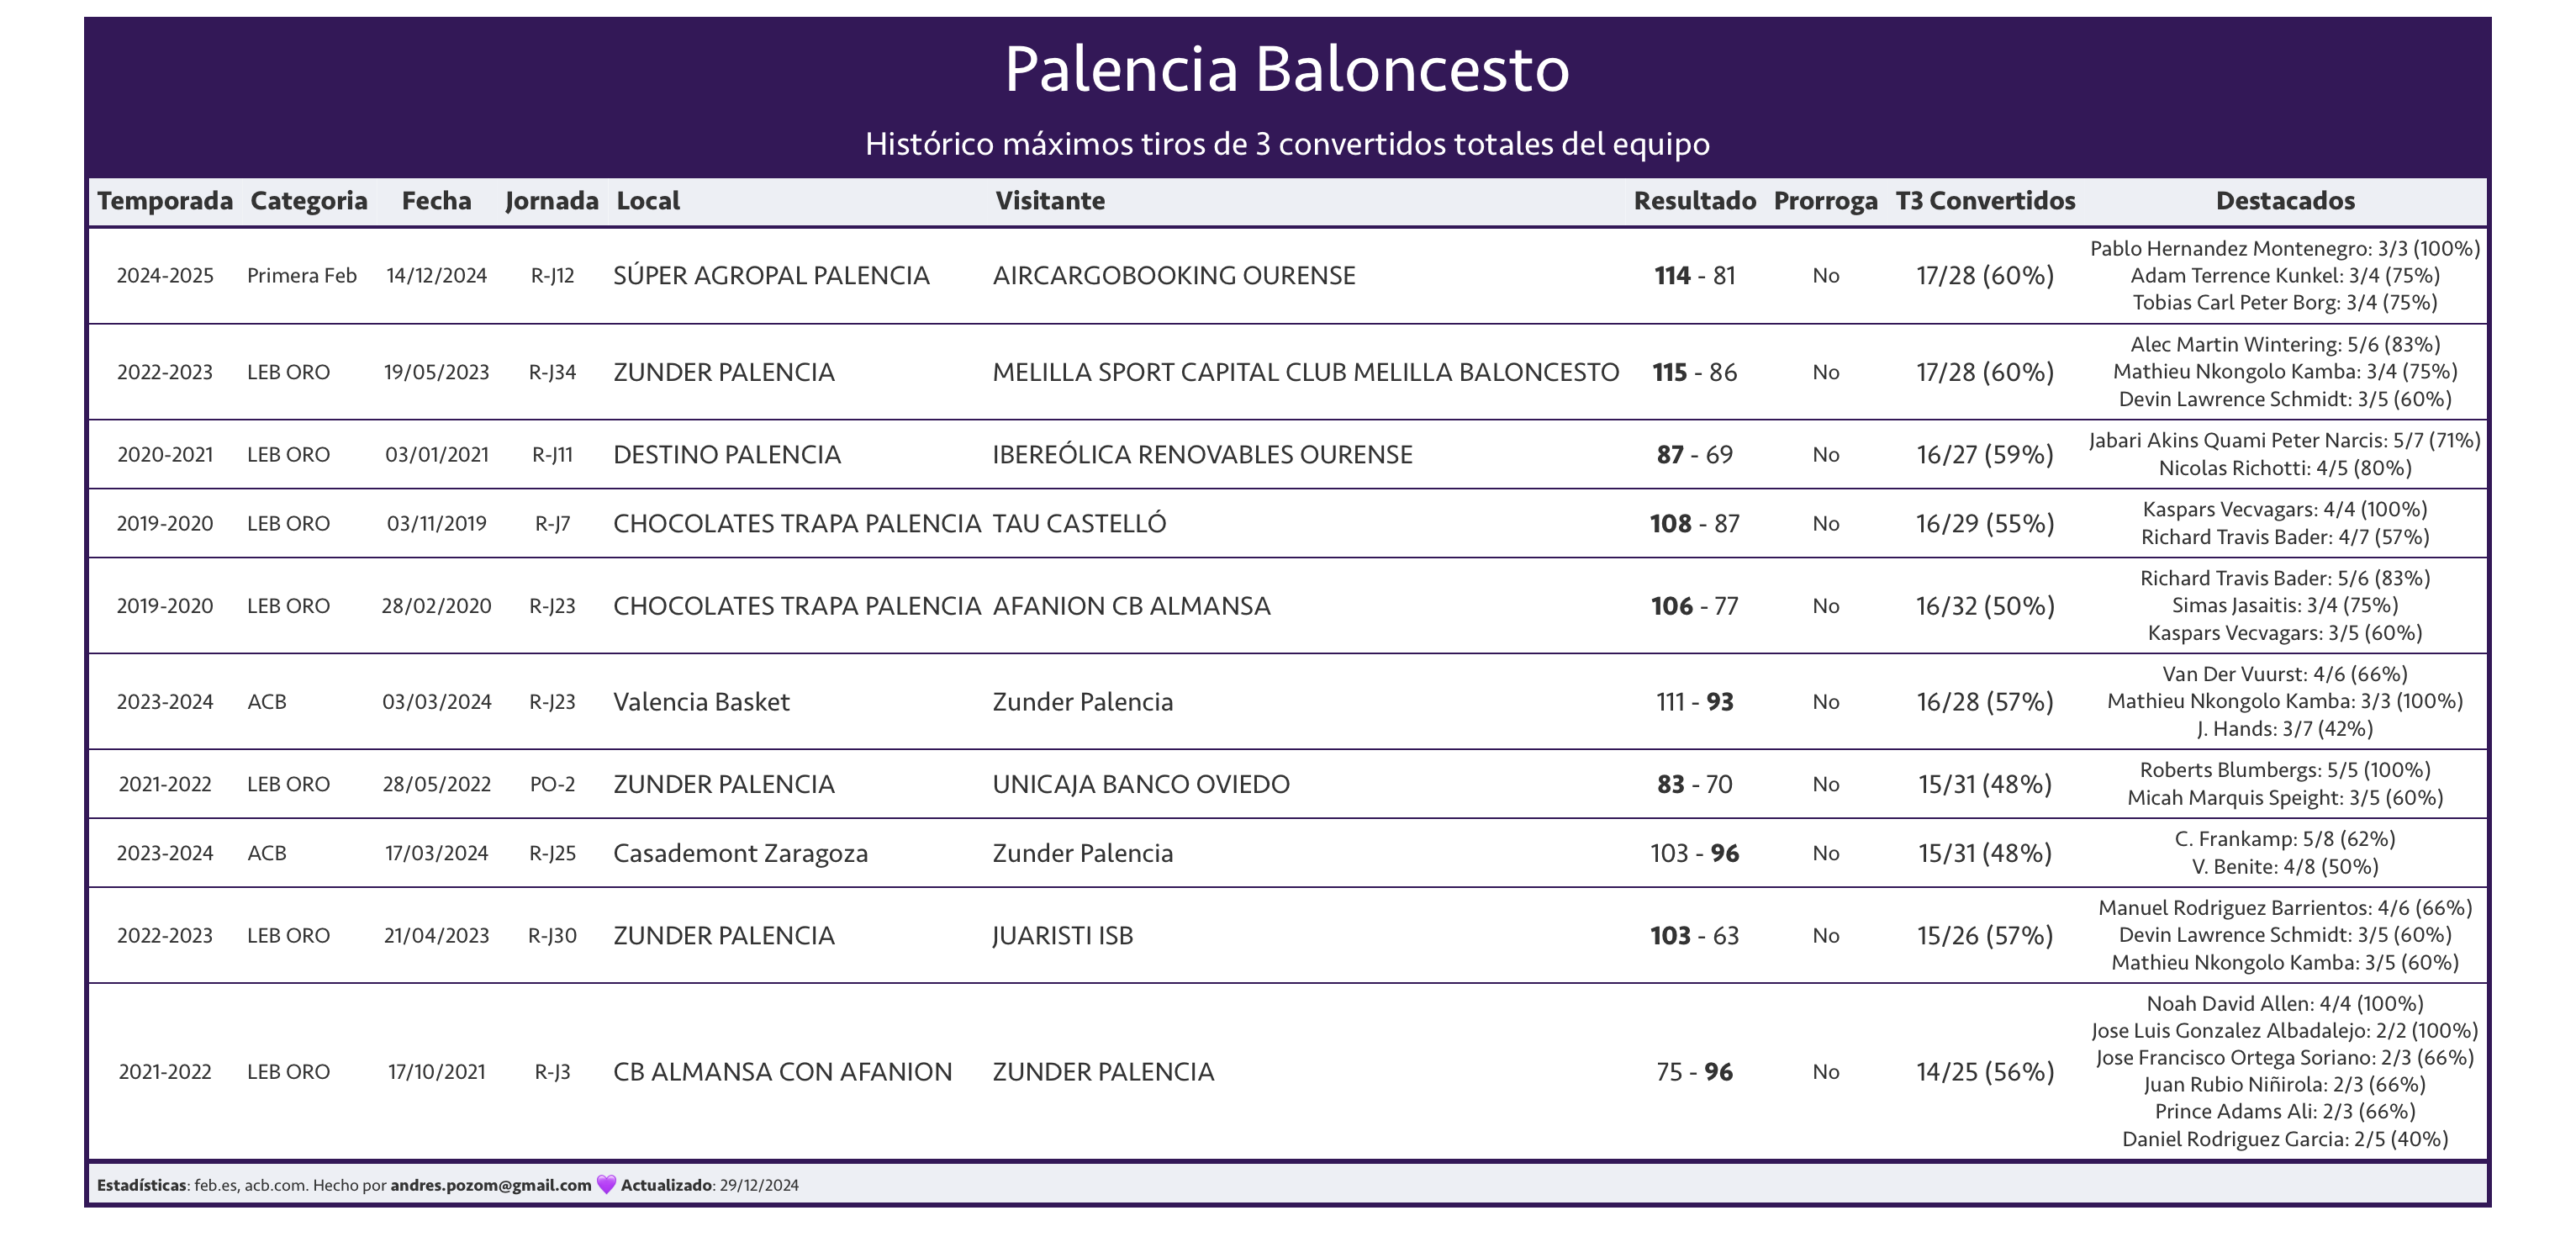 Palencia Baloncesto
Histórico máximos tiros de 3 convertidos totales del equipo
Temporada Categoria Fecha Jornada Local Visitante Resultado Prorroga T3 Convertidos Destacados
2024-2025 Primera Feb 14/12/2024 R-J12 SÚPER AGROPAL PALENCIA AIRCARGOBOOKING OURENSE 114 - 81 No 17/28 (60%) Pablo Hernandez Montenegro: 3/3 (100%)
Adam Terrence Kunkel: 3/4 (75%)
Tobias Carl Peter Borg: 3/4 (75%)
2022-2023 LEB ORO 19/05/2023 R-J34 ZUNDER PALENCIA MELILLA SPORT CAPITAL CLUB MELILLA BALONCESTO 115 - 86 No 17/28 (60%) Alec Martin Wintering: 5/6 (83%)
Mathieu Nkongolo Kamba: 3/4 (75%)
Devin Lawrence Schmidt: 3/5 (60%)
2020-2021 LEB ORO 03/01/2021 R-J11 DESTINO PALENCIA IBEREÓLICA RENOVABLES OURENSE 87 - 69 No 16/27 (59%) Jabari Akins Quami Peter Narcis: 5/7 (71%)
Nicolas Richotti: 4/5 (80%)
2019-2020 LEB ORO 03/11/2019 R-J7 CHOCOLATES TRAPA PALENCIA TAU CASTELLÓ 108 - 87 No 16/29 (55%) Kaspars Vecvagars: 4/4 (100%)
Richard Travis Bader: 4/7 (57%)
2019-2020 LEB ORO 28/02/2020 R-J23 CHOCOLATES TRAPA PALENCIA AFANION CB ALMANSA 106 - 77 No 16/32 (50%) Richard Travis Bader: 5/6 (83%)
Simas Jasaitis: 3/4 (75%)
Kaspars Vecvagars: 3/5 (60%)
2023-2024 ACB 03/03/2024 R-J23 Valencia Basket Zunder Palencia 111 - 93 No 16/28 (57%) Van Der Vuurst: 4/6 (66%)
Mathieu Nkongolo Kamba: 3/3 (100%)
J. Hands: 3/7 (42%)
2021-2022 LEB ORO 28/05/2022 PO-2 ZUNDER PALENCIA UNICAJA BANCO OVIEDO 83 - 70 No 15/31 (48%) Roberts Blumbergs: 5/5 (100%)
Micah Marquis Speight: 3/5 (60%)
2023-2024 ACB 17/03/2024 R-J25 Casademont Zaragoza Zunder Palencia 103 - 96 No 15/31 (48%) C. Frankamp: 5/8 (62%)
V. Benite: 4/8 (50%)
2022-2023 LEB ORO 21/04/2023 R-J30 ZUNDER PALENCIA JUARISTI ISB 103 - 63 No 15/26 (57%) Manuel Rodriguez Barrientos: 4/6 (66%)
Devin Lawrence Schmidt: 3/5 (60%)
Mathieu Nkongolo Kamba: 3/5 (60%)
2021-2022 LEB ORO 17/10/2021 R-J3 CB ALMANSA CON AFANION ZUNDER PALENCIA 75 - 96 No 14/25 (56%) Noah David Allen: 4/4 (100%)
Jose Luis Gonzalez Albadalejo: 2/2 (100%)
Jose Francisco Ortega Soriano: 2/3 (66%)
Juan Rubio Niñirola: 2/3 (66%)
Prince Adams Ali: 2/3 (66%)
Daniel Rodriguez Garcia: 2/5 (40%)
Estadísticas: feb.es, acb.com. Hecho por andres.pozom@gmail.com 💜 Actualizado: 29/12/2024